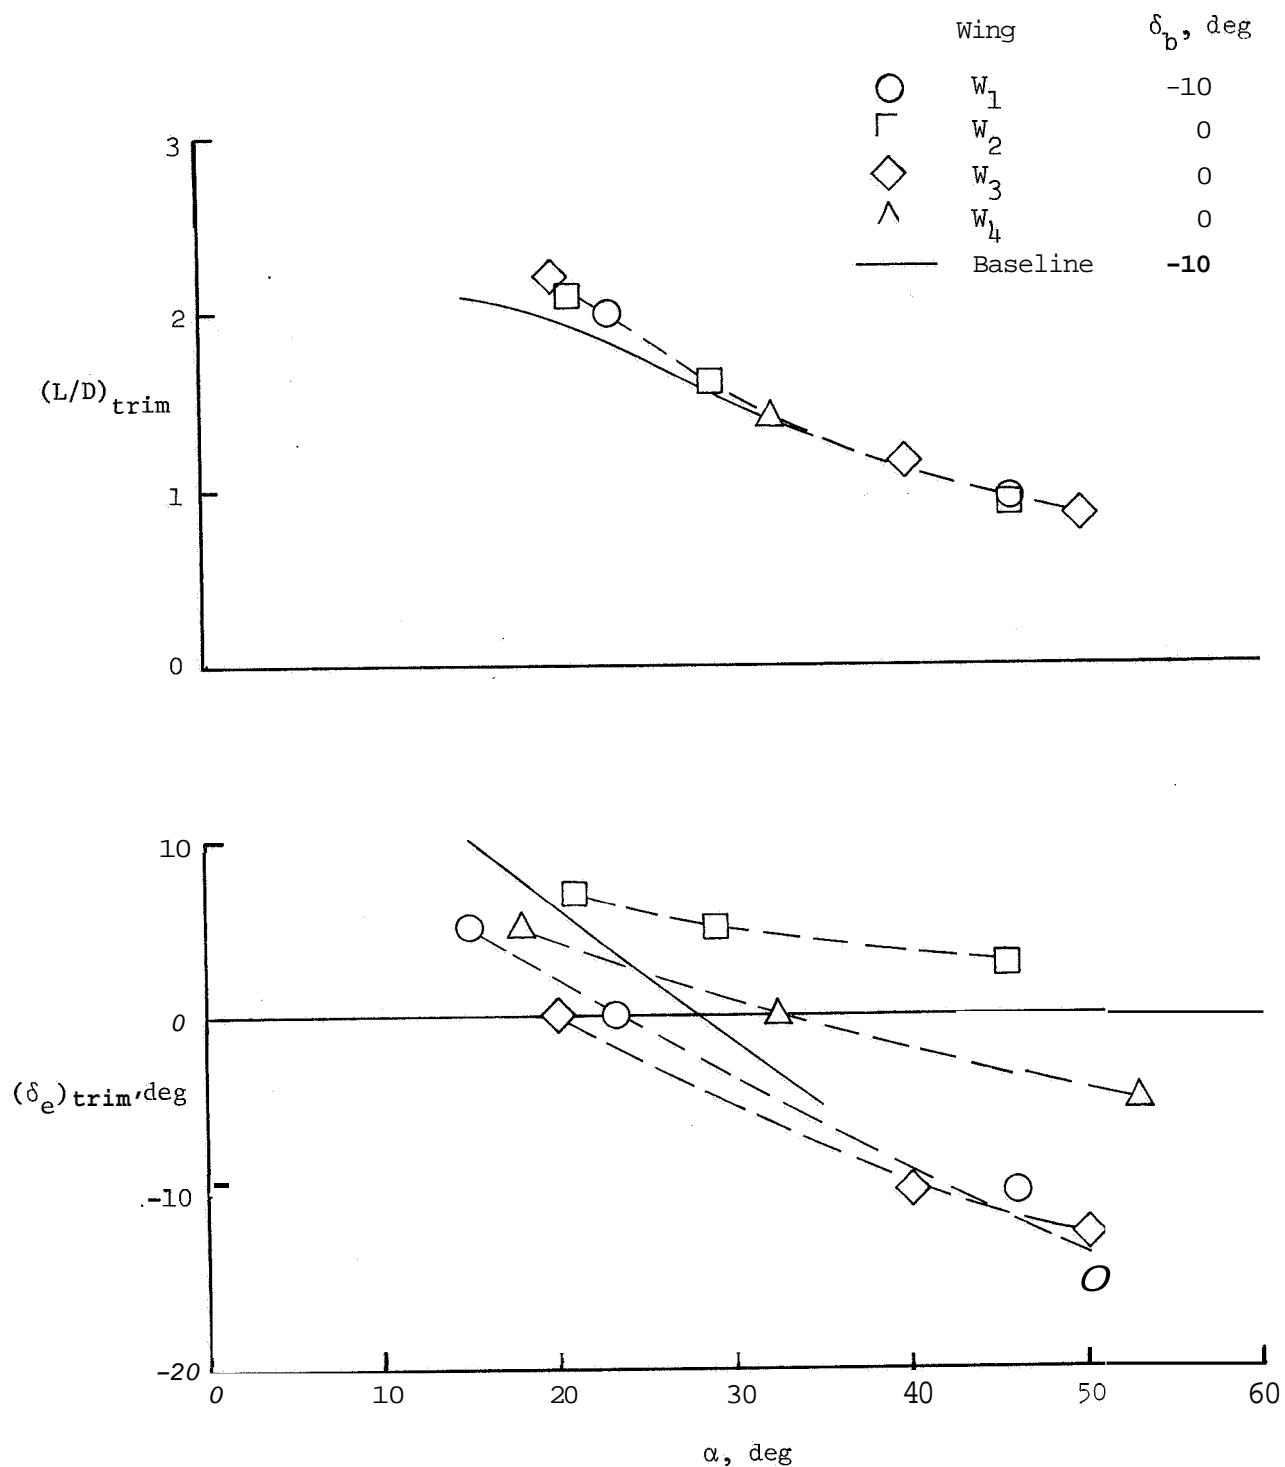 Wing δb, deg
W1 -10
W2 0
W3 0
W4 0
Baseline -10
3
2
(L/D)trim
1
0
10
0
(δe)trim, deg
-10
-20
0 10 20 30 40 50 60
α, deg